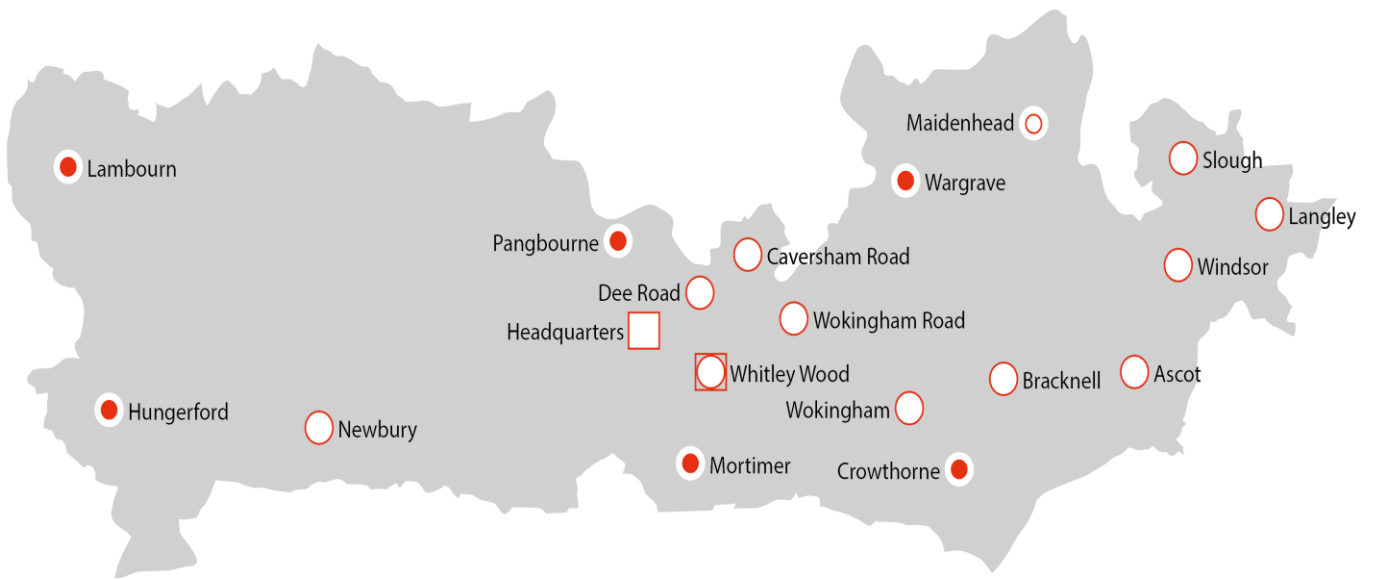 Maidenhead
Slough
Lambourn
Wargrave
Langley
Pangbourne
Caversham Road
Windsor
Dee Road
Wokingham Road
Headquarters
Whitley Wood
Bracknell
Ascot
Wokingham
Hungerford
Newbury
Mortimer
Crowthorne